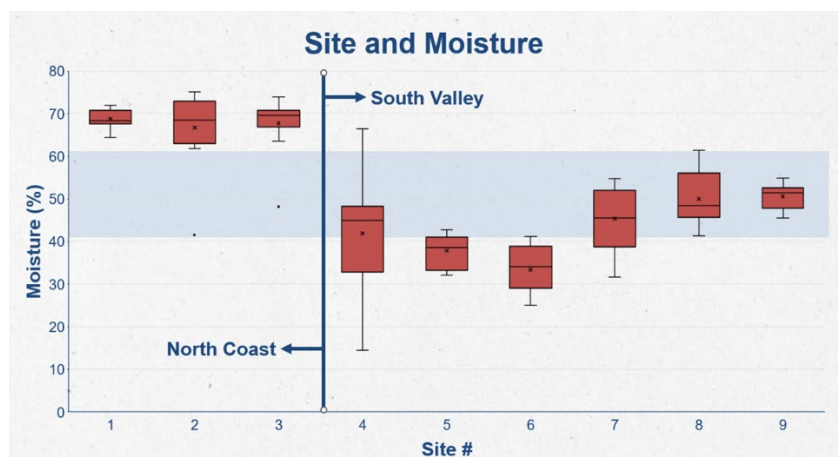 Site and Moisture
80
70
60
50
40
30
20
10
0
Moisture (%)
South Valley
North Coast
1 2 3 4 5 6 7 8 9
Site #